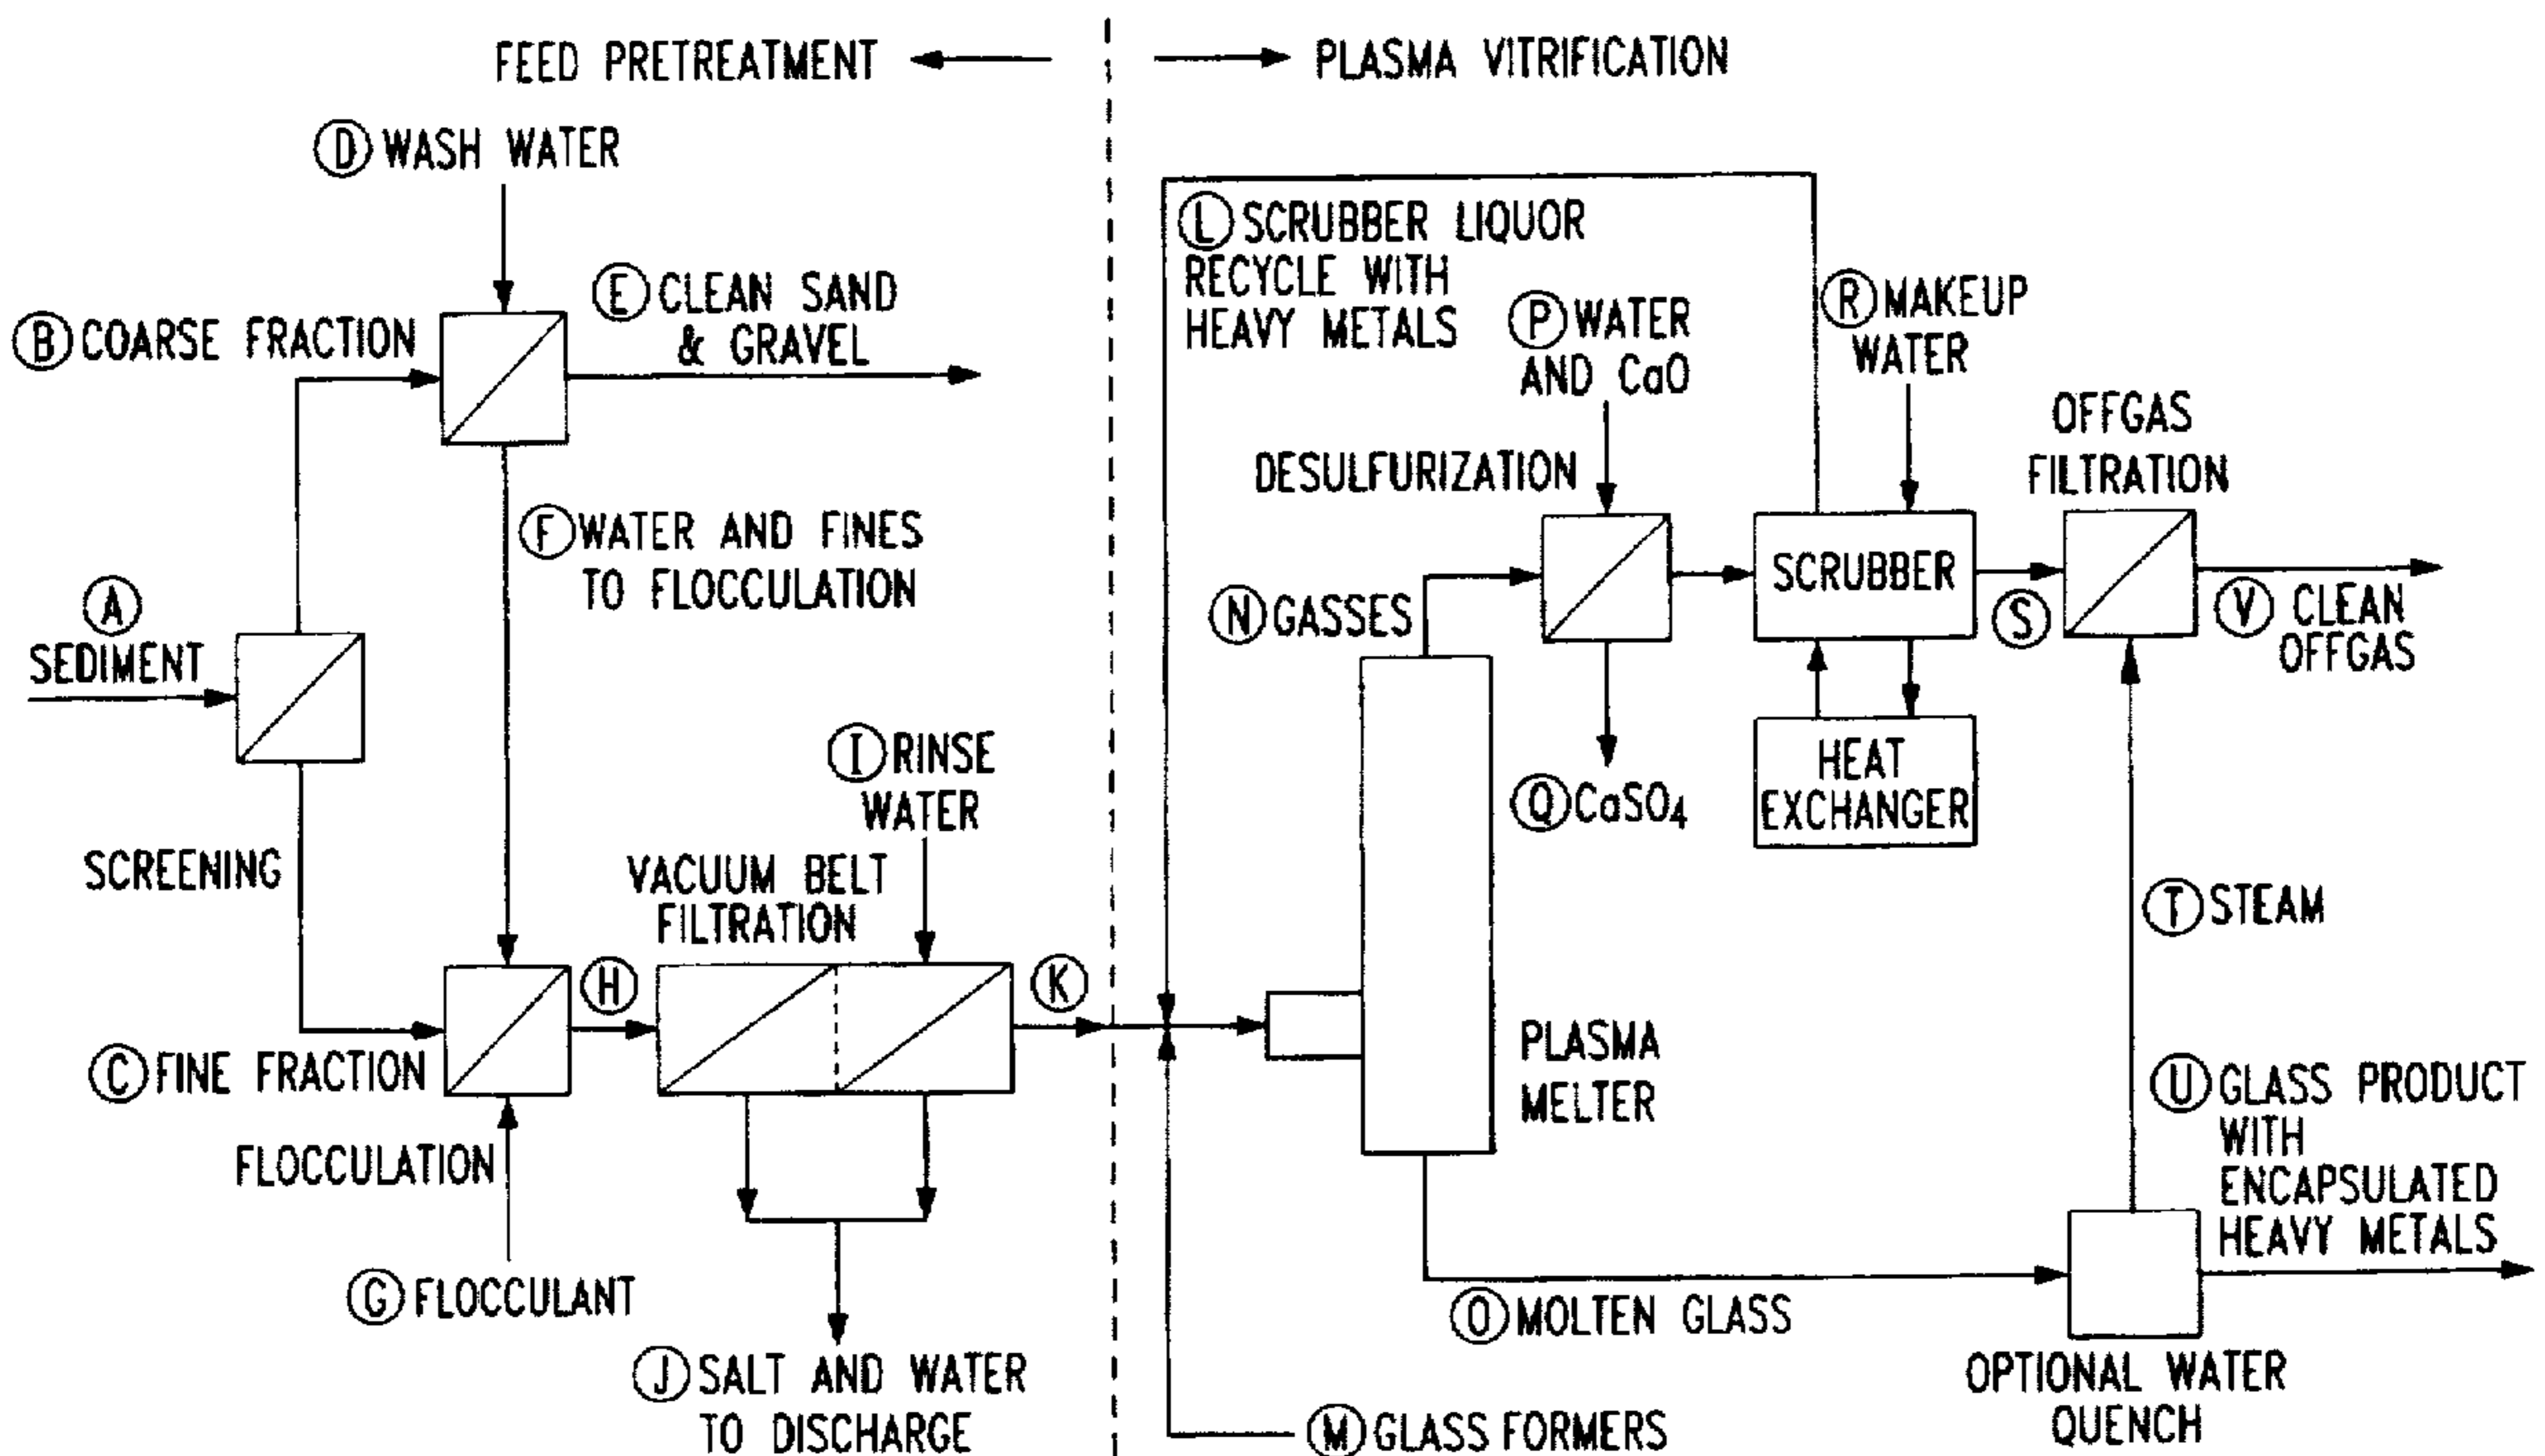 FEED PRETREATMENT
PLASMA VITRIFICATION
D WASH WATER
B COARSE FRACTION
E CLEAN SAND
& GRAVEL
F WATER AND FINES
TO FLOCCULATION
A
SEDIMENT
SCREENING
C FINE FRACTION
FLOCCULATION
G FLOCCULANT
H
VACUUM BELT
FILTRATION
I RINSE
WATER
K
J SALT AND WATER
TO DISCHARGE
L SCRUBBER LIQUOR
RECYCLE WITH
HEAVY METALS
P WATER
AND CaO
R MAKEUP
WATER
DESULFURIZATION
OFFGAS
FILTRATION
N GASSES
SCRUBBER
S
V CLEAN
OFFGAS
Q CaSO4
HEAT
EXCHANGER
T STEAM
PLASMA
MELTER
U GLASS PRODUCT
WITH
ENCAPSULATED
HEAVY METALS
O MOLTEN GLASS
OPTIONAL WATER
QUENCH
M GLASS FORMERS